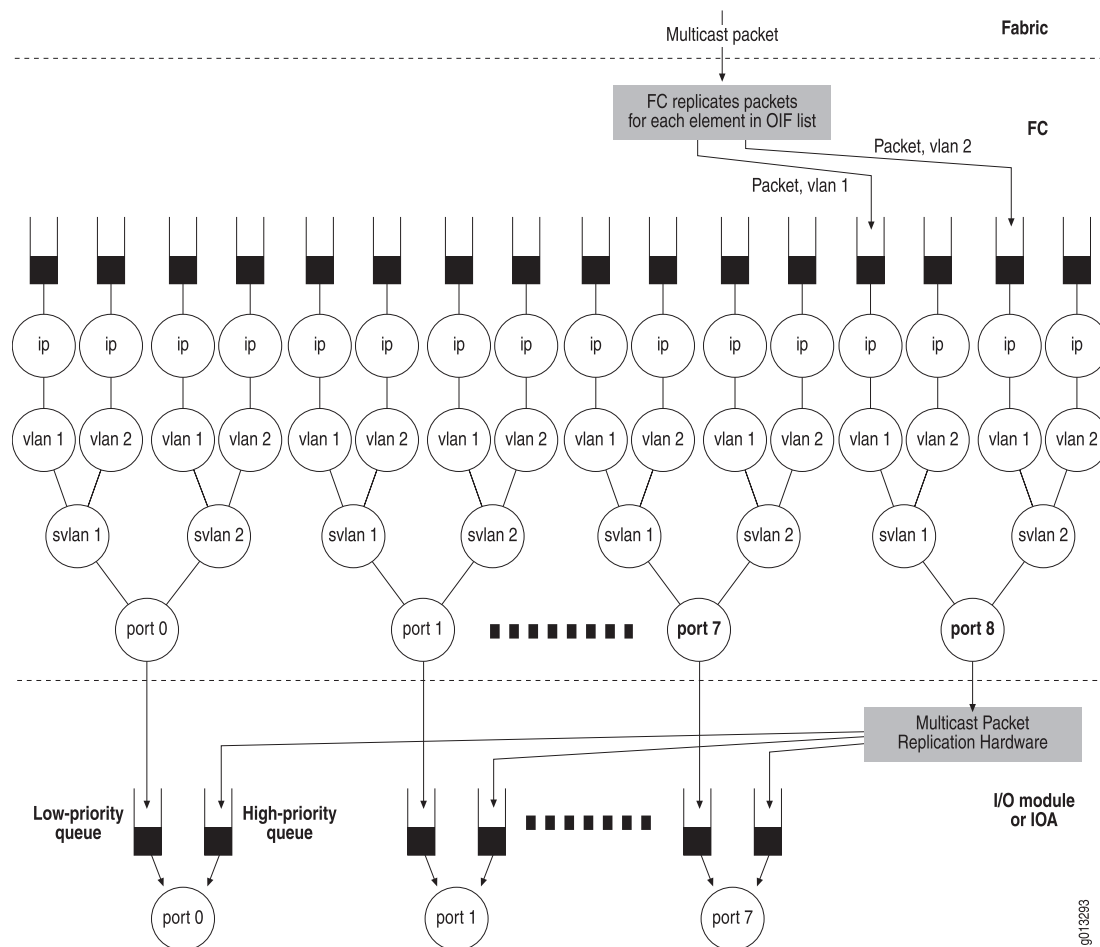 Fabric
Multicast packet
FC replicates packets
for each element in OIF list
FC
Packet, vlan 2
Packet, vlan 1
ip ip ip ip ip ip ip ip ip ip ip ip ip ip ip ip
vlan 1 vlan 2 vlan 1 vlan 2 vlan 1 vlan 2 vlan 1 vlan 2 vlan 1 vlan 2 vlan 1 vlan 2 vlan 1 vlan 2 vlan 1 vlan 2
svlan 1 svlan 2 svlan 1 svlan 2 svlan 1 svlan 2 svlan 1 svlan 2
port 0 port 1 port 7 port 8
Multicast Packet
Replication Hardware
Low-priority
queue
High-priority
queue
I/O module
or IOA
port 0 port 1 port 7
g013293